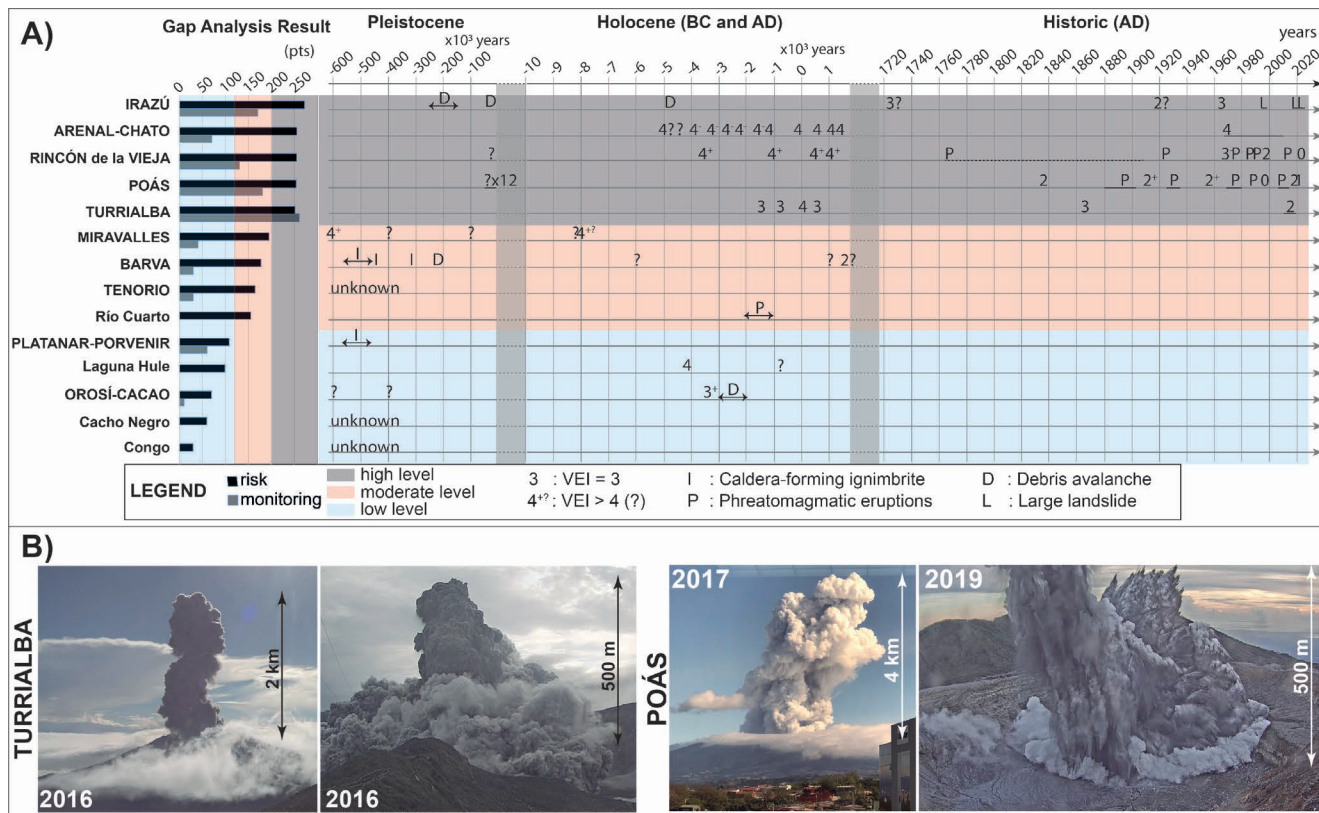 A)
Gap Analysis Result
(pts)
Pleistocene
x10³ years
Holocene (BC and AD)
x10³ years
Historic (AD)
years
0 50 100 150 200 250
-600 -500 -400 -300 -200 -100 -10 -9 -8 -7 -6 -5 -4 -3 -2 -1 0 1 1720 1740 1760 1780 1800 1820 1840 1860 1880 1900 1920 1940 1960 1980 2000 2020
IRAZÚ D D D 3? 2? 3 L LL
ARENAL-CHATO 4?? 4⁻ 4⁻ 4⁻ 4⁻ 4⁻ 4 4 4 4 4 4
RINCÓN de la VIEJA ? 4⁺ 4⁺ 4⁺ 4⁺ P P 3P PP2 P 0
POÁS ?x12 2 P 2⁺ P 2⁺ P P 0 P 21
TURRIALBA 3 3 4 3 3 2
MIRAVALLES 4⁺ ? ? ? 4⁺?
BARVA I I I D ? ? 2?
TENORIO unknown
Río Cuarto P
PLATANAR-PORVENIR I
Laguna Hule 4 ?
OROSÍ-CACAO ? ? 3⁺ D
Cacho Negro unknown
Congo unknown
LEGEND
risk
monitoring
high level
moderate level
low level
3 : VEI = 3
4⁺? : VEI > 4 (?)
I : Caldera-forming ignimbrite
P : Phreatomagmatic eruptions
D : Debris avalanche
L : Large landslide
B)
TURRIALBA
2016
2 km
2016
500 m
POÁS
2017
4 km
2019
500 m